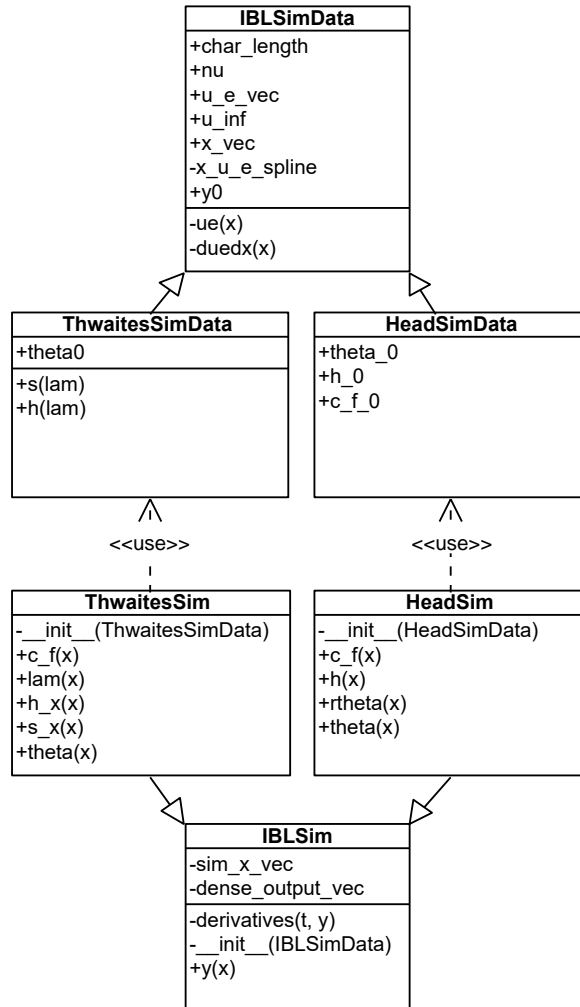 IBLSimData
+char_length
+nu
+u_e_vec
+u_inf
+x_vec
-x_u_e_spline
+y0
-ue(x)
-duedx(x)
ThwaitesSimData
+theta0
+s(lam)
+h(lam)
HeadSimData
+theta_0
+h_0
+c_f_0
<<use>>
<<use>>
ThwaitesSim
-__init__(ThwaitesSimData)
+c_f(x)
+lam(x)
+h_x(x)
+s_x(x)
+theta(x)
HeadSim
-__init__(HeadSimData)
+c_f(x)
+h(x)
+rtheta(x)
+theta(x)
IBLSim
-sim_x_vec
-dense_output_vec
-derivatives(t, y)
-__init__(IBLSimData)
+y(x)